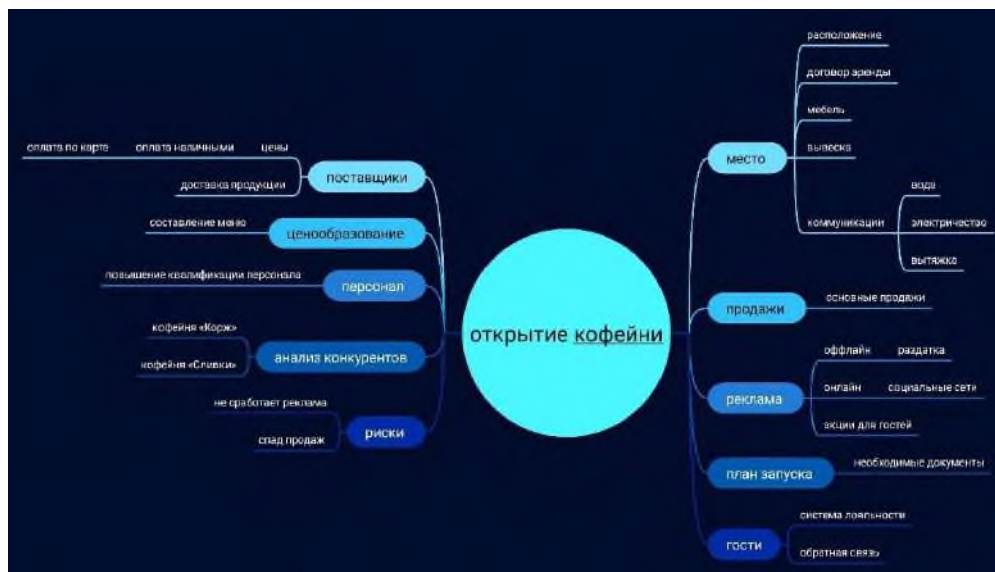 открытие кофейни
поставщики
цены
оплата наличными
оплата по карте
доставка продукции
ценообразование
составление меню
персонал
повышение квалификации персонала
анализ конкурентов
кофейня «Корж»
кофейня «Сливки»
риски
не сработает реклама
спад продаж
место
расположение
договор аренды
мебель
вывеска
коммуникации
вода
электричество
вытяжка
продажи
основные продажи
реклама
оффлайн
раздатка
онлайн
социальные сети
акции для гостей
план запуска
необходимые документы
гости
система лояльности
обратная связь